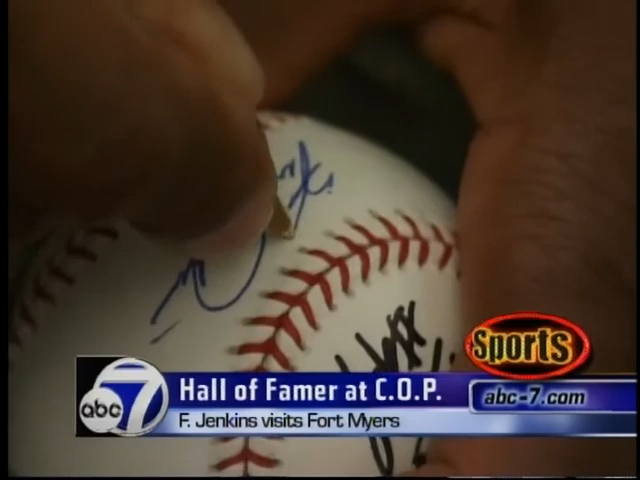 Sports
Hall of Famer at C.O.P.
abc-7.com
abc 7
F. Jenkins visits Fort Myers